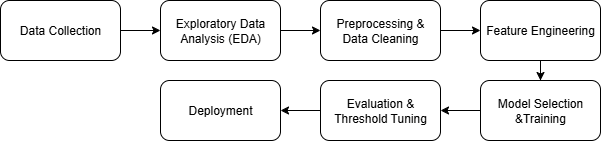 Data Collection
Exploratory Data
Analysis (EDA)
Preprocessing &
Data Cleaning
Feature Engineering
Model Selection
&Training
Evaluation &
Threshold Tuning
Deployment